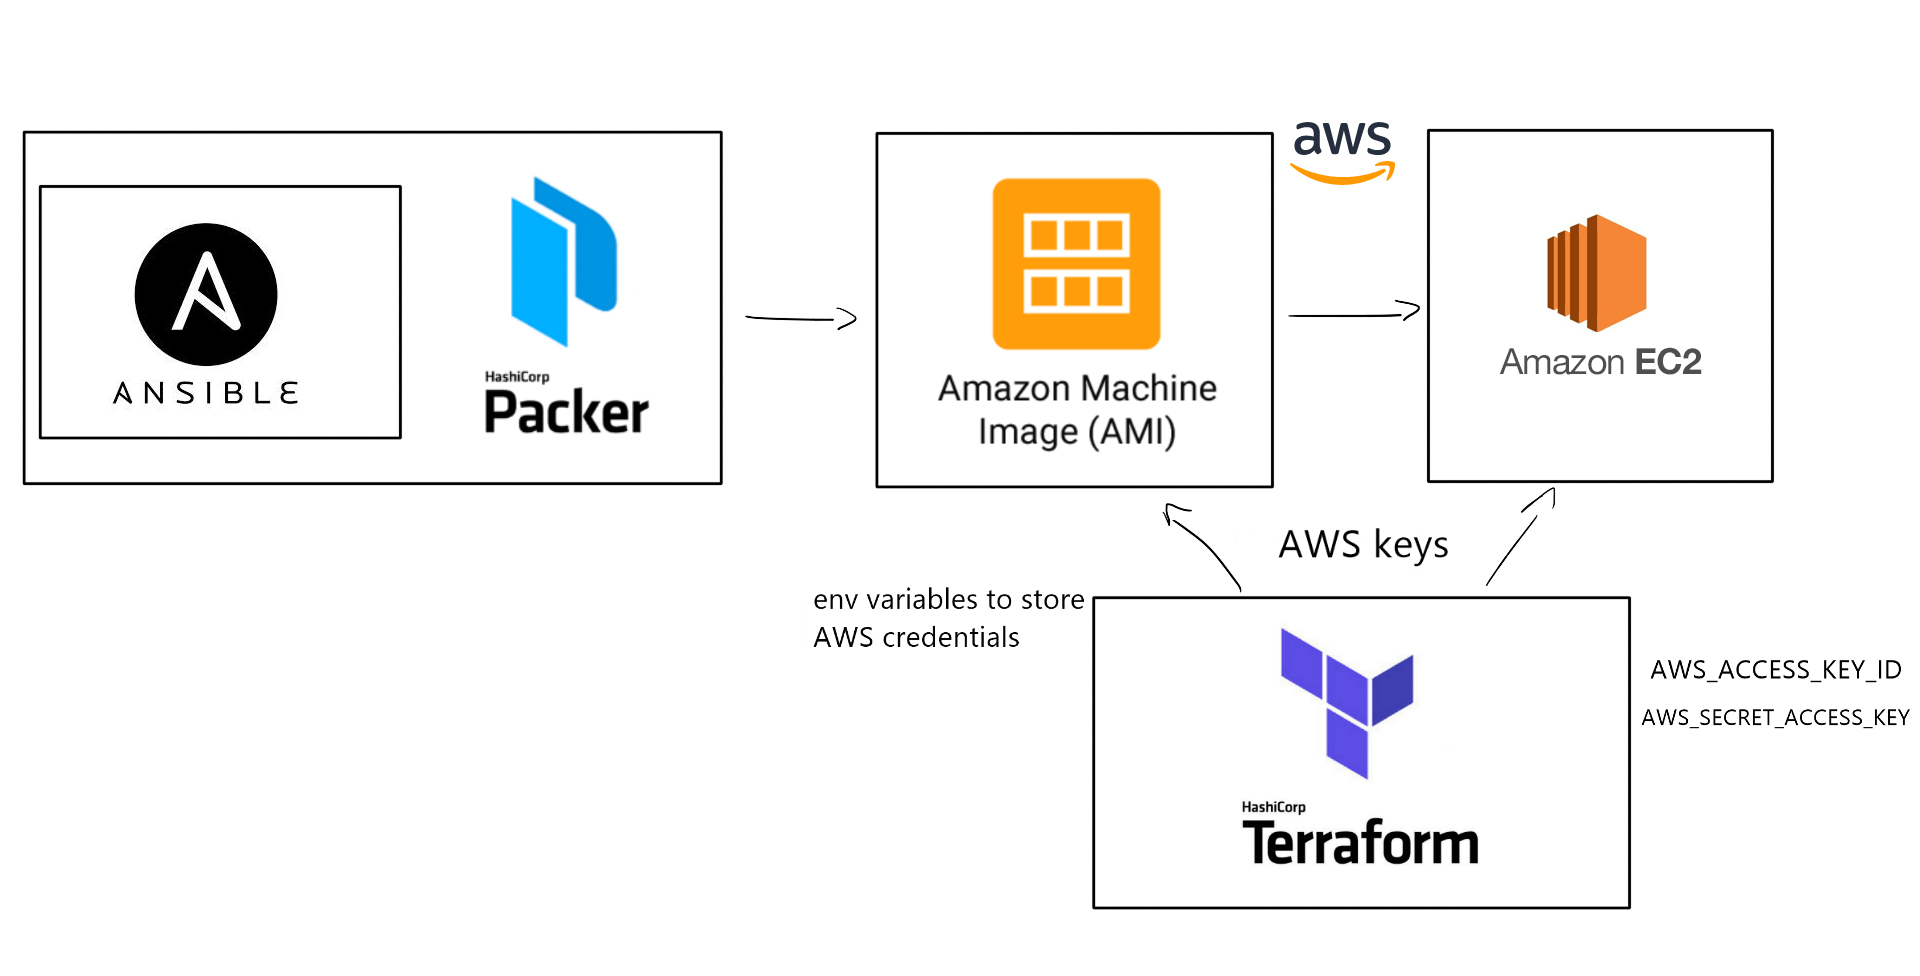 aws
ANSIBLE
HashiCorp
Packer
Amazon Machine
Image (AMI)
Amazon EC2
AWS keys
env variables to store
AWS credentials
AWS_ACCESS_KEY_ID
AWS_SECRET_ACCESS_KEY
HashiCorp
Terraform